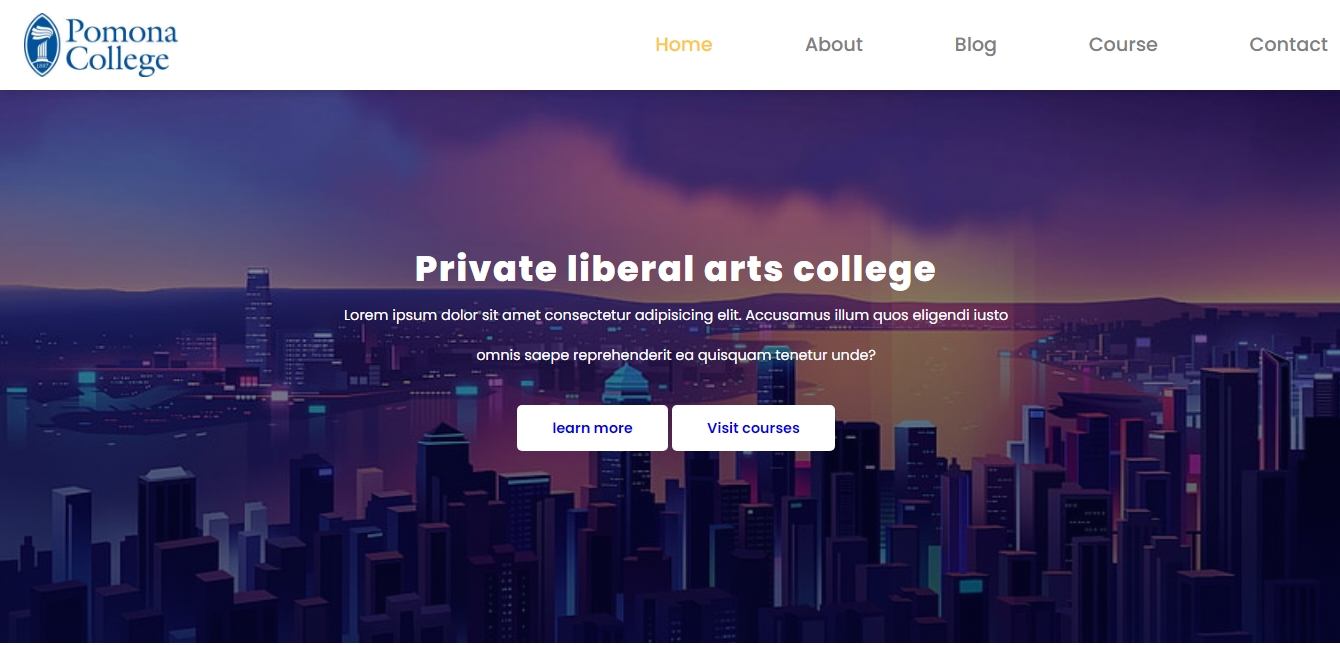 Pomona
College
Home About Blog Course Contact
Private liberal arts college
Lorem ipsum dolor sit amet consectetur adipisicing elit. Accusamus illum quos eligendi iusto
omnis saepe reprehenderit ea quisquam tenetur unde?
learn more Visit courses